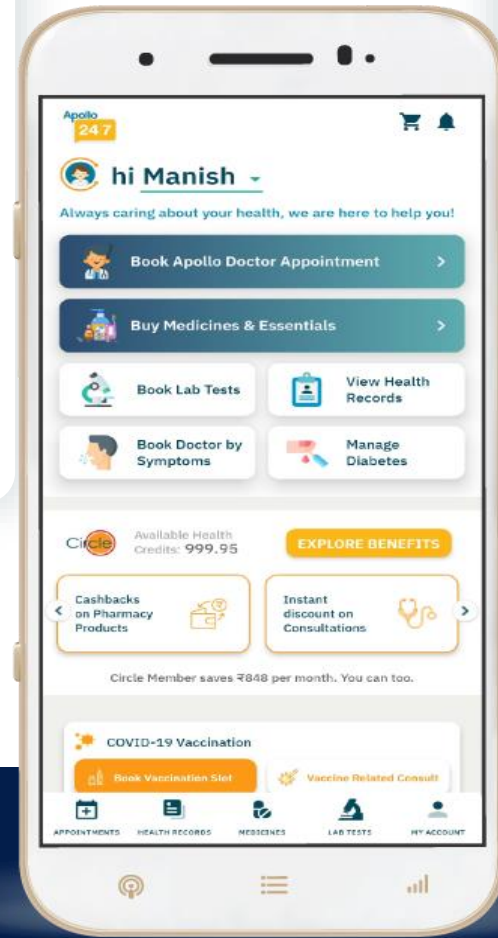 Apollo
24|7
hi Manish
Always caring about your health, we are here to help you!
Book Apollo Doctor Appointment
Buy Medicines & Essentials
Book Lab Tests
View Health
Records
Book Doctor by
Symptoms
Manage
Diabetes
Circle
Available Health
Credits: 999.95
EXPLORE BENEFITS
Cashbacks
on Pharmacy
Products
Instant
discount on
Consultations
Circle Member saves ₹848 per month. You can too.
COVID-19 Vaccination
Book Vaccination Slot
Vaccine Related Consult
APPOINTMENTS
HEALTH RECORDS
MEDICINES
LAB TESTS
MY ACCOUNT